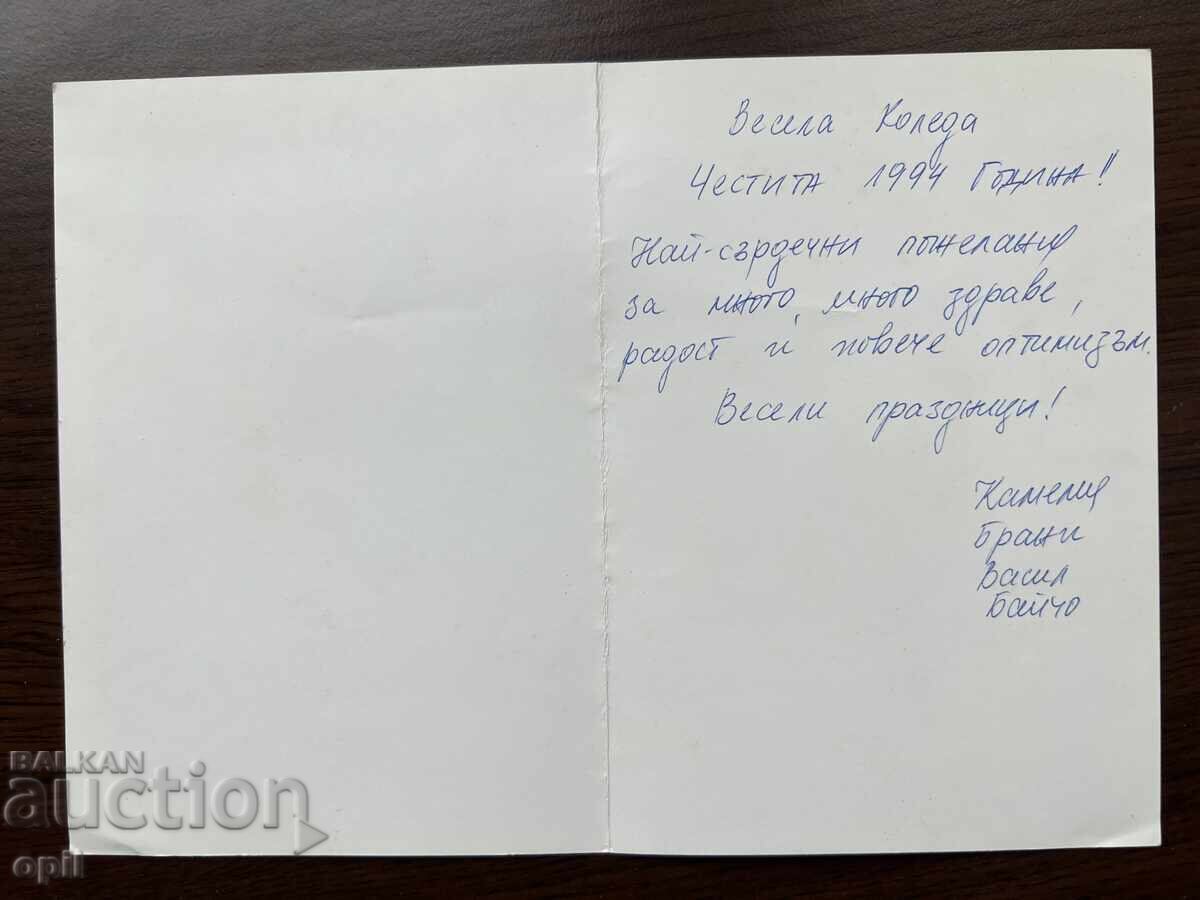 Весела Коледа
Честита 1994 Година!!
Най-сърдечни пожелания
за много, много здраве,
радост и повече оптимизъм.
Весели празници!
Камелия
Брани
Васил
Байчо
BALKAN
auction
opil